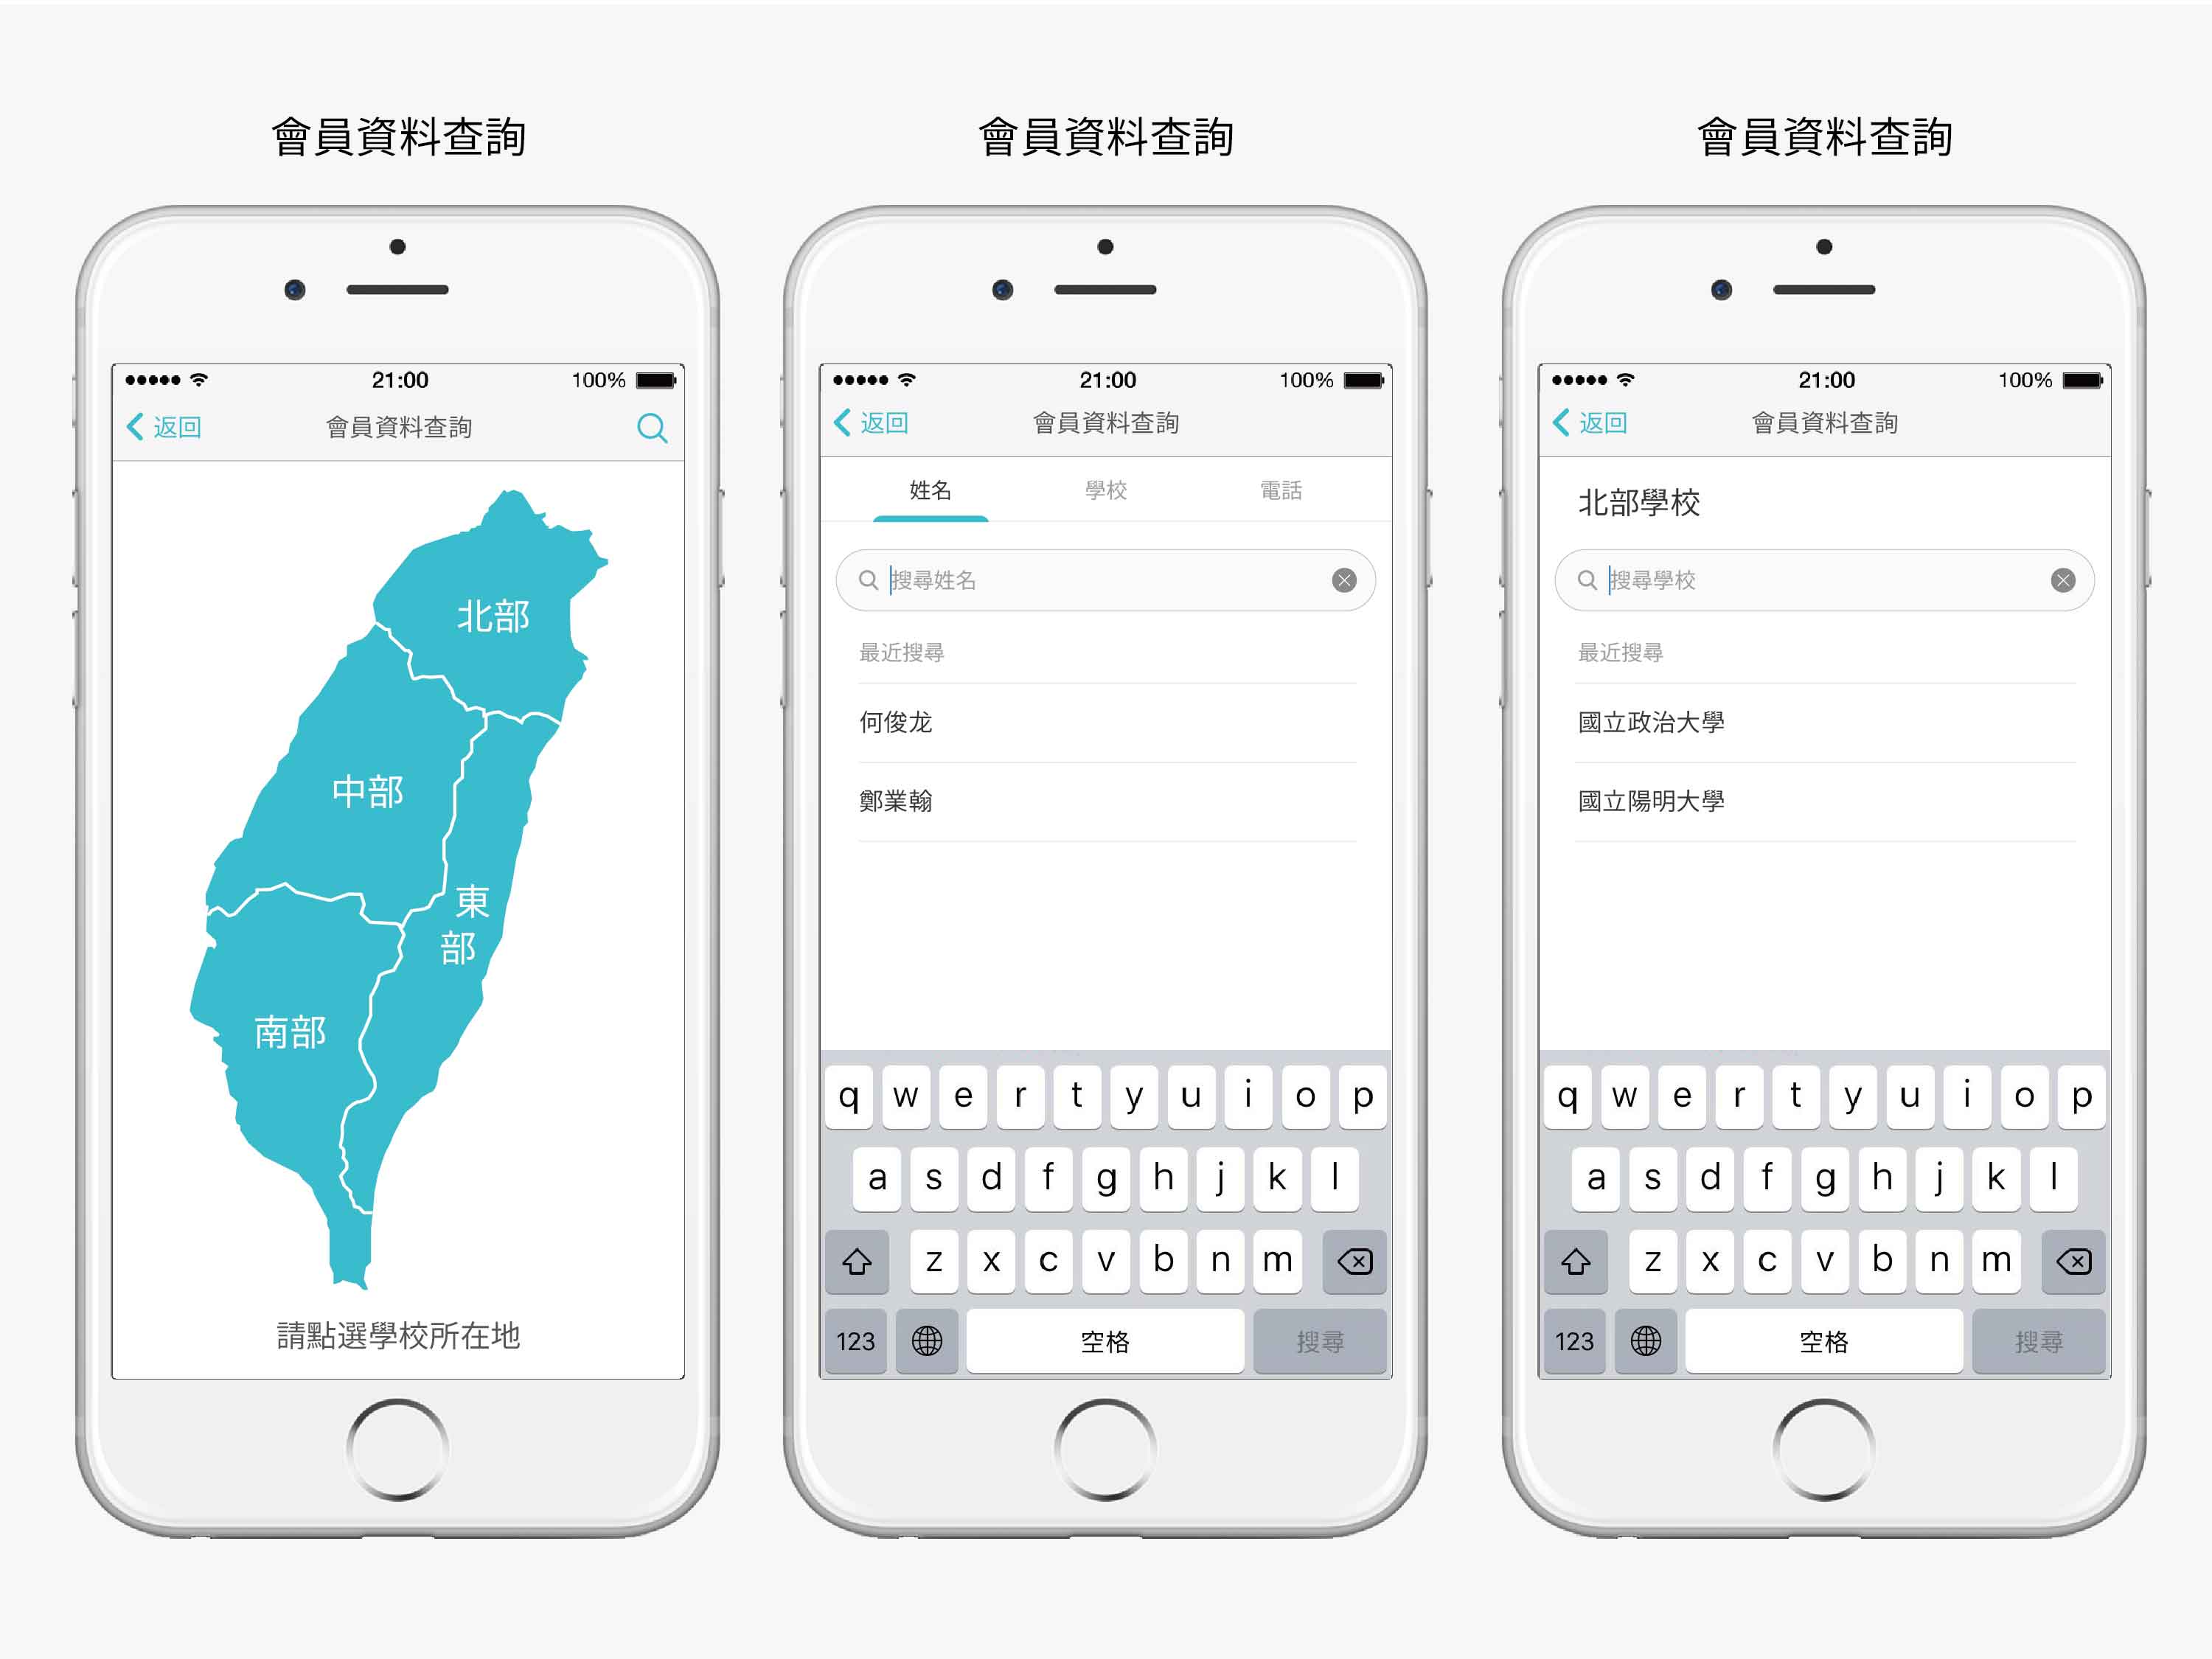 會員資料查詢
21:00
100%
返回
會員資料查詢
北部
中部
東
部
南部
請點選學校所在地
會員資料查詢
21:00
100%
返回
會員資料查詢
姓名
學校
電話
搜尋姓名
最近搜尋
何俊龙
鄭業翰
q w e r t y u i o p
a s d f g h j k l
z x c v b n m
123
空格
搜尋
會員資料查詢
21:00
100%
返回
會員資料查詢
北部學校
搜尋學校
最近搜尋
國立政治大學
國立陽明大學
q w e r t y u i o p
a s d f g h j k l
z x c v b n m
123
空格
搜尋